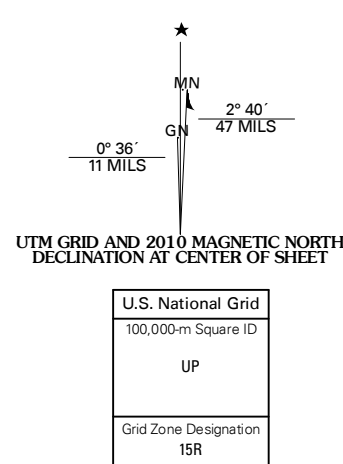 ★
MN
2° 40´
47 MILS
GN
0° 36´
11 MILS
UTM GRID AND 2010 MAGNETIC NORTH
DECLINATION AT CENTER OF SHEET
U.S. National Grid
100,000-m Square ID
UP
Grid Zone Designation
15R